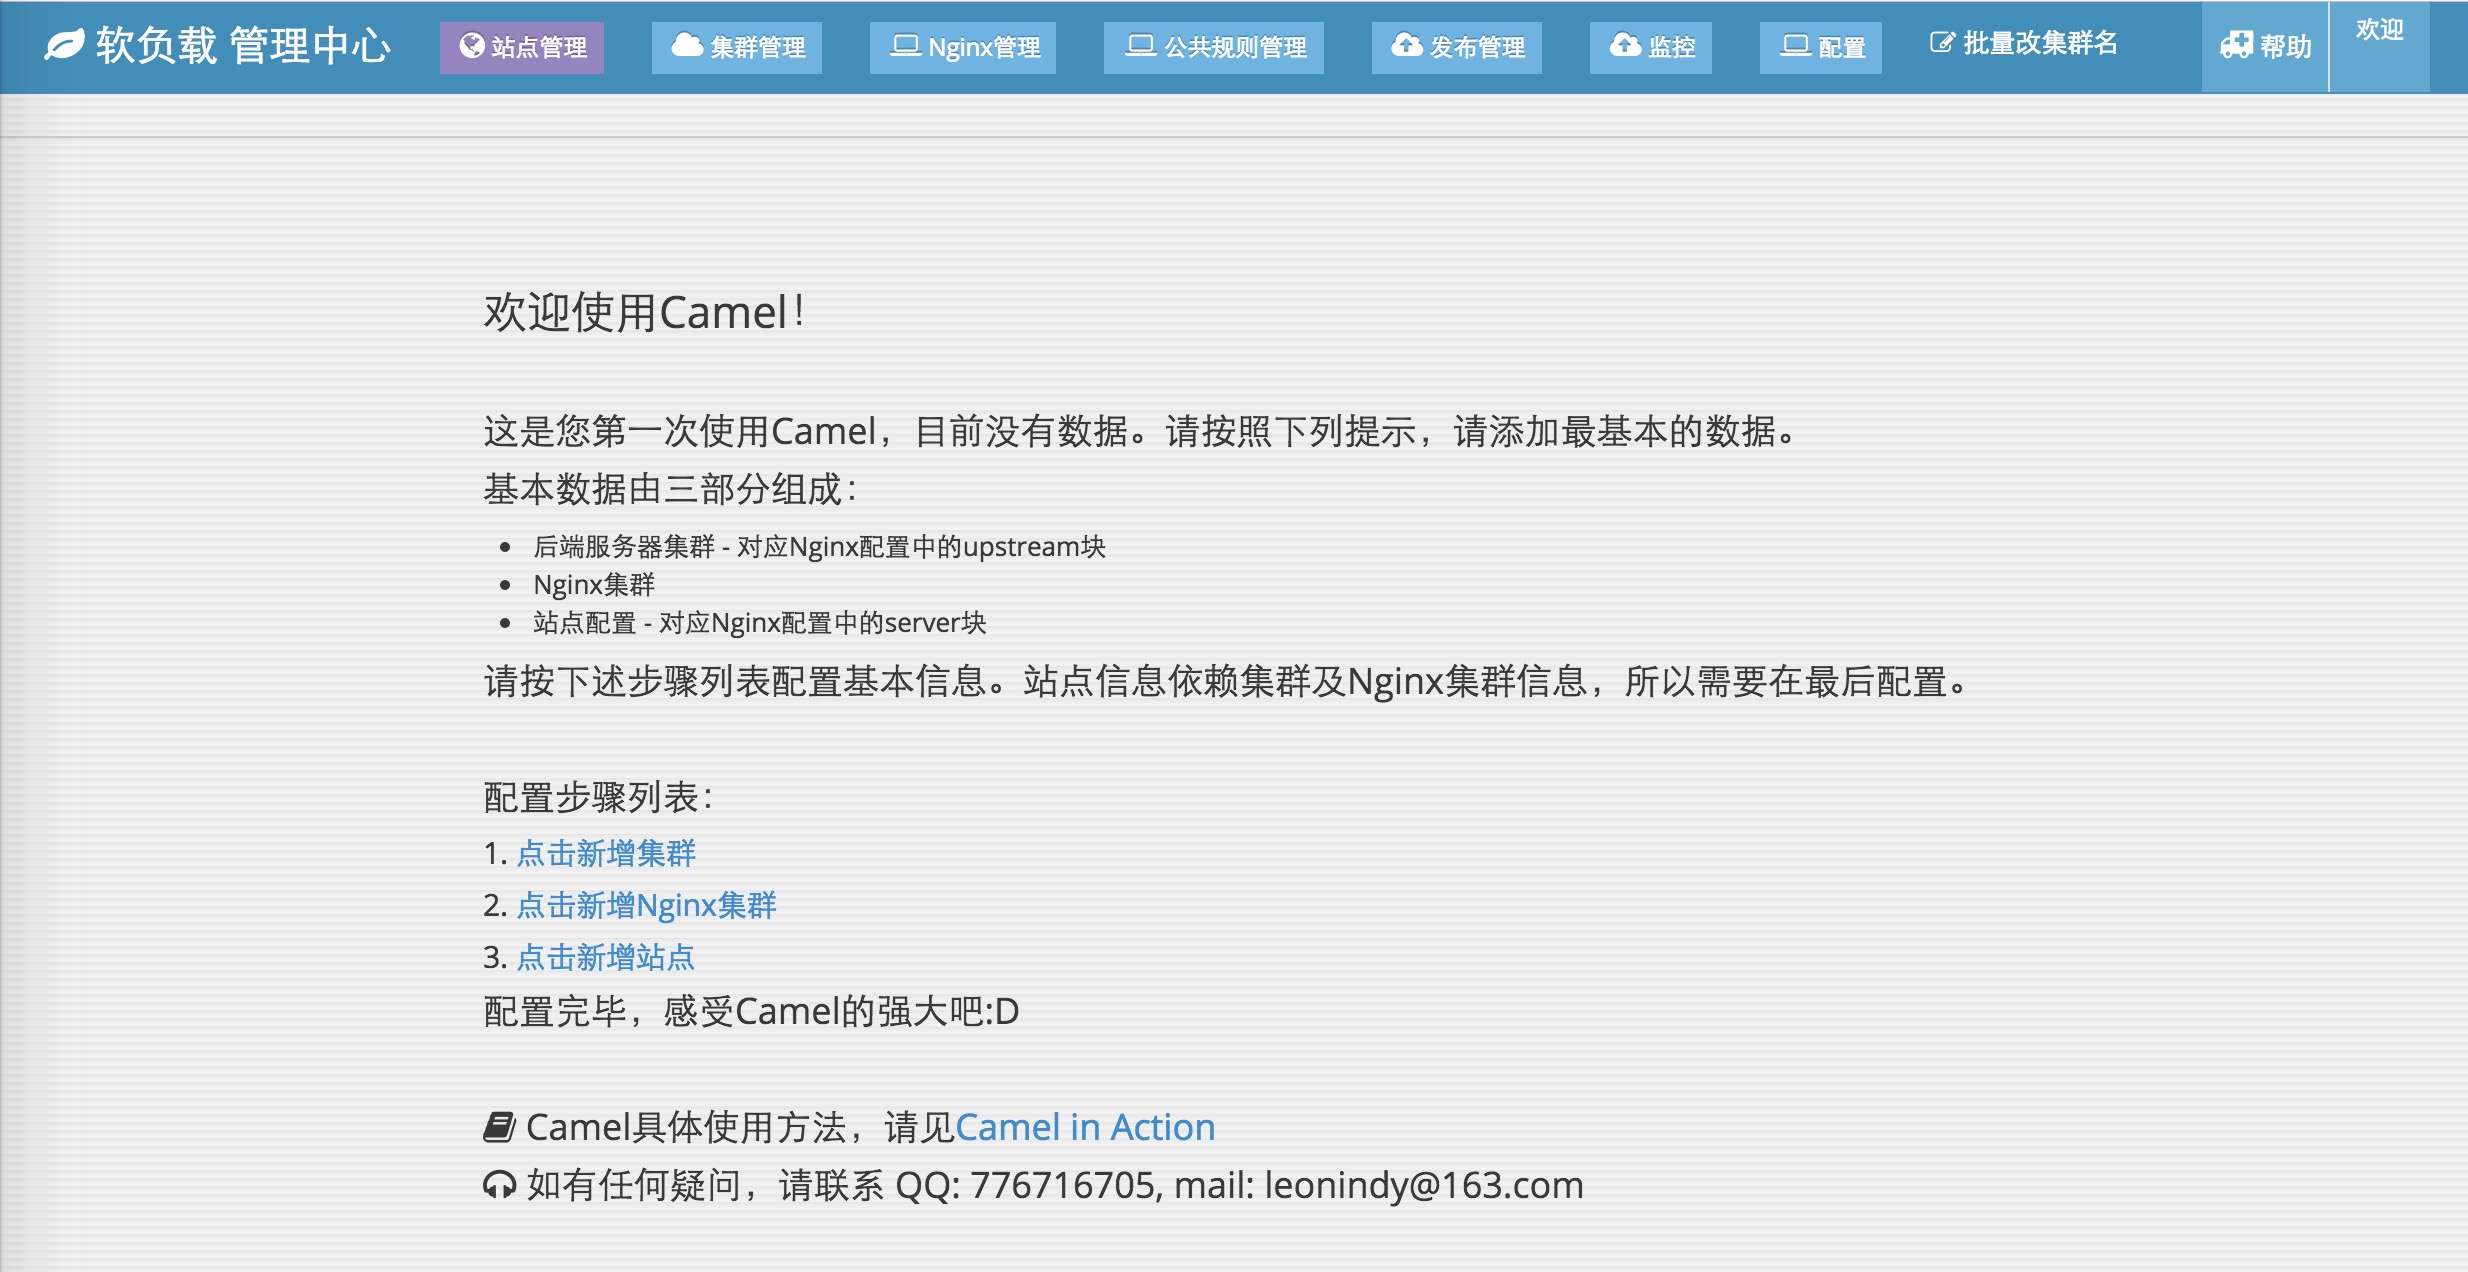 软负载 管理中心 站点管理 集群管理 Nginx管理 公共规则管理 发布管理 监控 配置 批量改集群名 帮助 欢迎
欢迎使用Camel！
这是您第一次使用Camel，目前没有数据。请按照下列提示，请添加最基本的数据。
基本数据由三部分组成：
• 后端服务器集群 - 对应Nginx配置中的upstream块
• Nginx集群
• 站点配置 - 对应Nginx配置中的server块
请按下述步骤列表配置基本信息。站点信息依赖集群及Nginx集群信息，所以需要在最后配置。
配置步骤列表：
1. 点击新增集群
2. 点击新增Nginx集群
3. 点击新增站点
配置完毕，感受Camel的强大吧:D
Camel具体使用方法，请见Camel in Action
如有任何疑问，请联系 QQ: 776716705, mail: leonindy@163.com